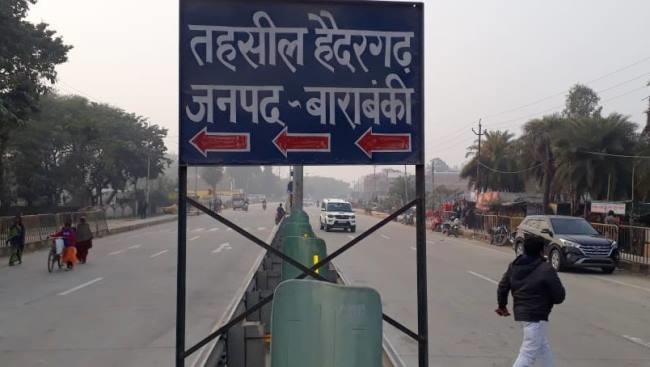 तहसील हैदरगढ़
जनपद - बाराबंकी